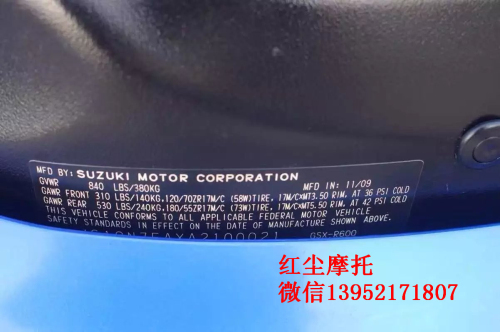 MFD BY: SUZUKI MOTOR CORPORATION
MFD IN: 11/09
GVWR 840 LBS/380KG
GAWR FRONT 310 LBS/140KG,120/70ZR17M/C (58W)TIRE, 17M/C×MT3.50 RIM, AT 36 PSI COLD
GAWR REAR 530 LBS/240KG,180/55ZR17M/C (73W)TIRE, 17M/C×MT5.50 RIM, AT 42 PSI COLD
THIS VEHICLE CONFORMS TO ALL APPLICABLE FEDERAL MOTOR VEHICLE
SAFETY STANDARDS IN EFFECT ON THE DATE OF MANUFACTURE SHOWN ABOVE.
GSX-R600
红尘摩托
微信13952171807